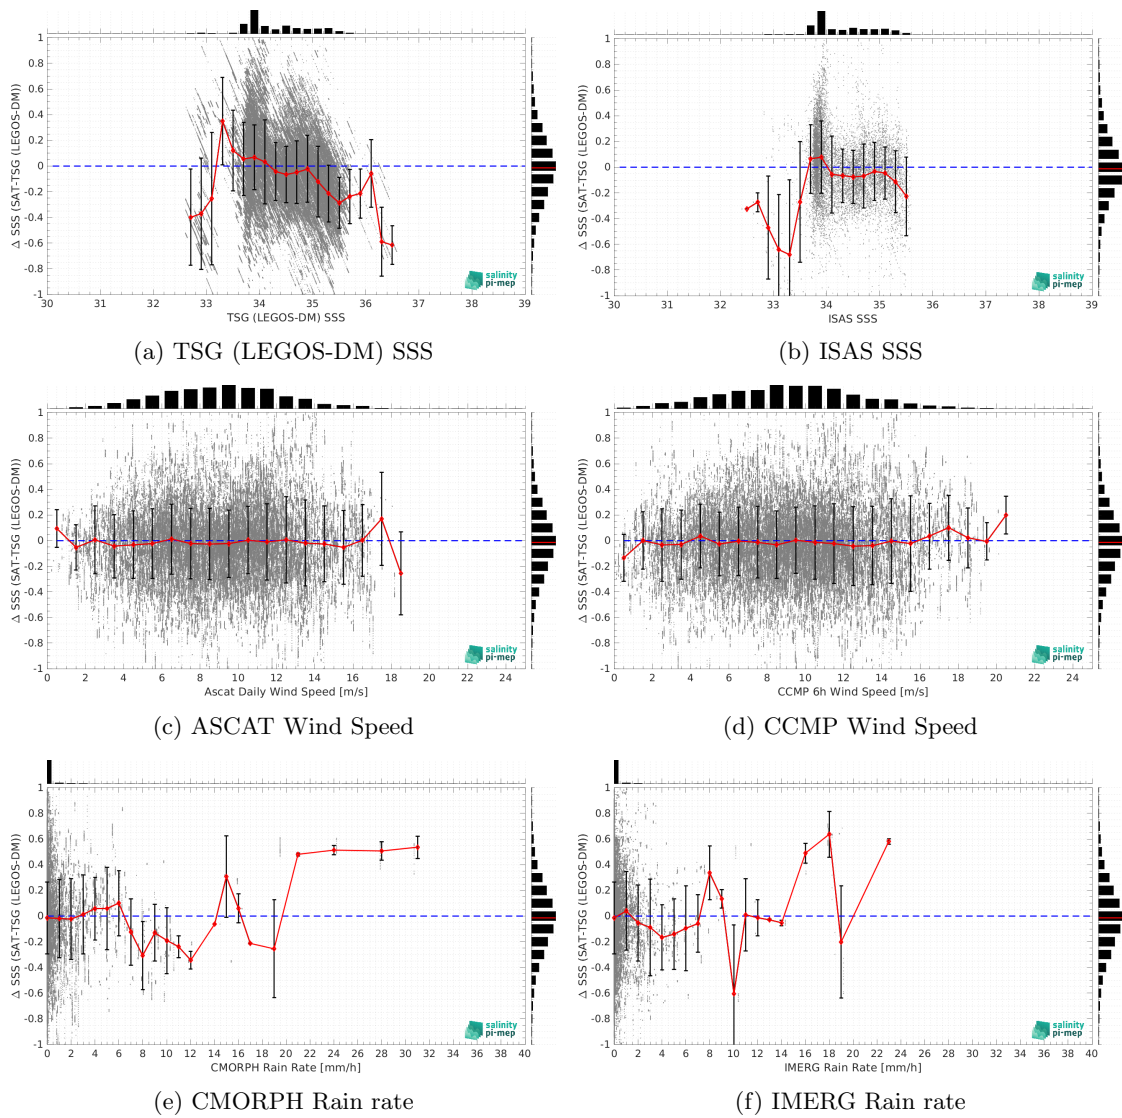 1
0.8
0.6
0.4
0.2
0
-0.2
-0.4
-0.6
-0.8
-1
Δ SSS (SAT-TSG (LEGOS-DM))
salinity
pi-mep
30 31 32 33 34 35 36 37 38 39
TSG (LEGOS-DM) SSS
(a) TSG (LEGOS-DM) SSS
1
0.8
0.6
0.4
0.2
0
-0.2
-0.4
-0.6
-0.8
-1
Δ SSS (SAT-TSG (LEGOS-DM))
salinity
pi-mep
30 31 32 33 34 35 36 37 38 39
ISAS SSS
(b) ISAS SSS
1
0.8
0.6
0.4
0.2
0
-0.2
-0.4
-0.6
-0.8
-1
Δ SSS (SAT-TSG (LEGOS-DM))
salinity
pi-mep
0 2 4 6 8 10 12 14 16 18 20 22 24
Ascat Daily Wind Speed [m/s]
(c) ASCAT Wind Speed
1
0.8
0.6
0.4
0.2
0
-0.2
-0.4
-0.6
-0.8
-1
Δ SSS (SAT-TSG (LEGOS-DM))
salinity
pi-mep
0 2 4 6 8 10 12 14 16 18 20 22 24
CCMP 6h Wind Speed [m/s]
(d) CCMP Wind Speed
1
0.8
0.6
0.4
0.2
0
-0.2
-0.4
-0.6
-0.8
-1
Δ SSS (SAT-TSG (LEGOS-DM))
salinity
pi-mep
0 2 4 6 8 10 12 14 16 18 20 22 24 26 28 30 32 34 36 38 40
CMORPH Rain Rate [mm/h]
(e) CMORPH Rain rate
1
0.8
0.6
0.4
0.2
0
-0.2
-0.4
-0.6
-0.8
-1
Δ SSS (SAT-TSG (LEGOS-DM))
salinity
pi-mep
0 2 4 6 8 10 12 14 16 18 20 22 24 26 28 30 32 34 36 38 40
IMERG Rain Rate [mm/h]
(f) IMERG Rain rate